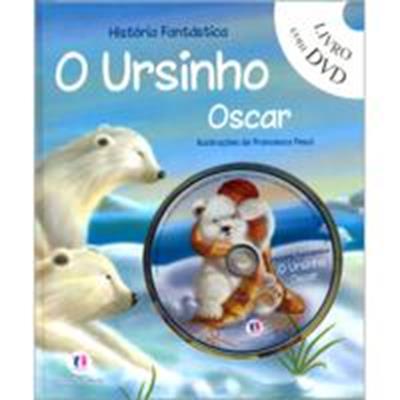 História Fantástica
LIVRO
com DVD
O Ursinho
Oscar
Ilustrações de Francesca Pesci
O Ursinho
Oscar